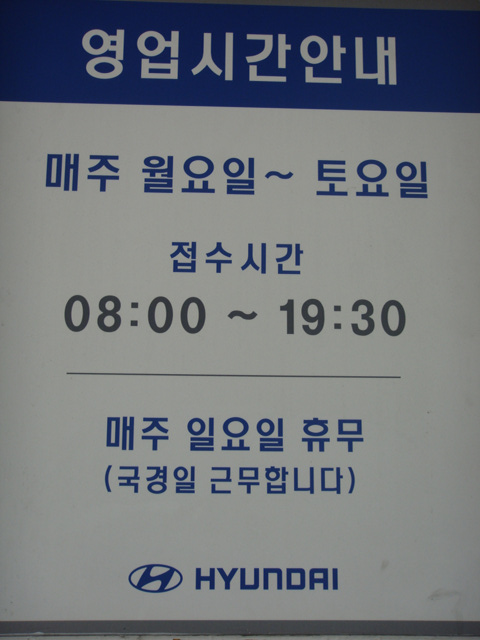 영업시간안내
매주 월요일~ 토요일
접수시간
08:00 ~ 19:30
매주 일요일 휴무
(국경일 근무합니다)
HYUNDAI